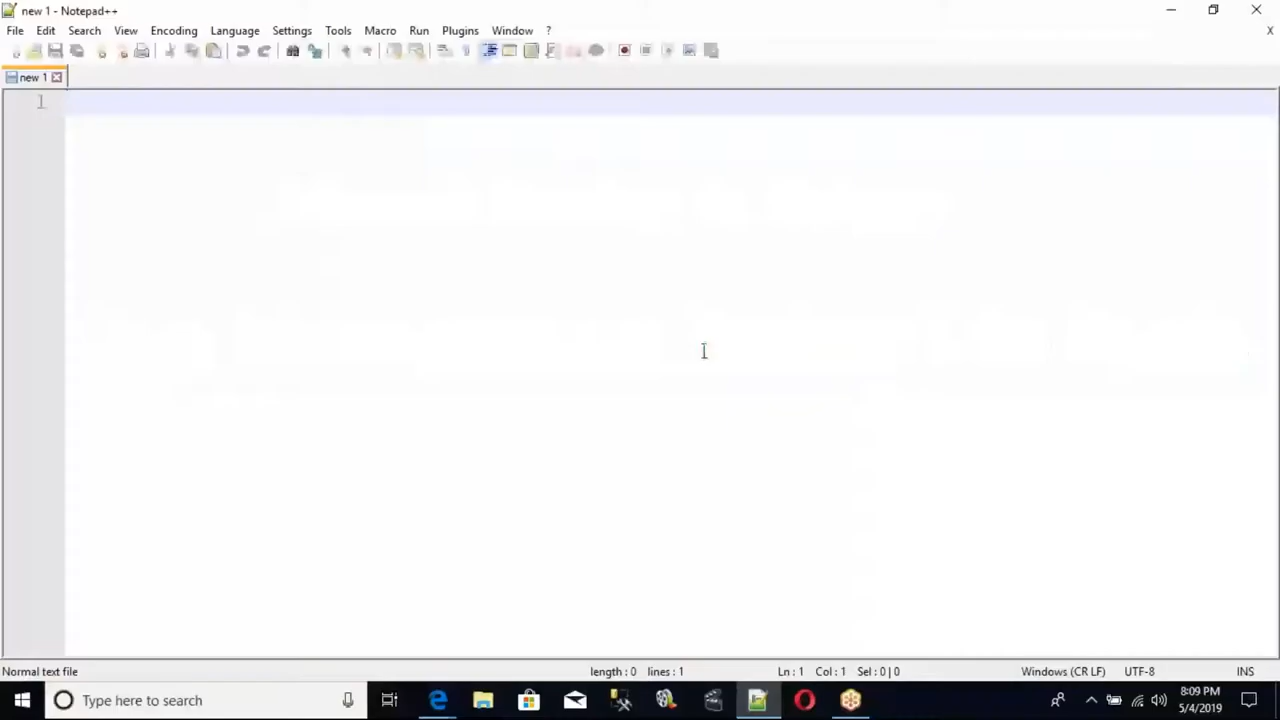 new 1 - Notepad++
File Edit Search View Encoding Language Settings Tools Macro Run Plugins Window ? X
new 1
1
Normal text file length : 0 lines : 1 Ln : 1 Col : 1 Sel : 0 | 0 Windows (CR LF) UTF-8 INS
Type here to search
8:09 PM
5/4/2019